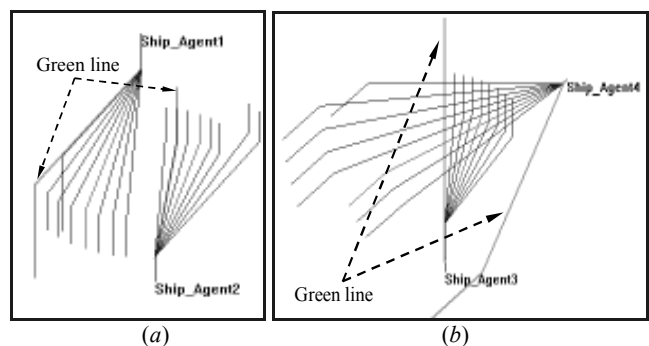 Ship_Agent1
Green line
Ship_Agent2
(a)
Ship_Agent4
Ship_Agent3
Green line
(b)